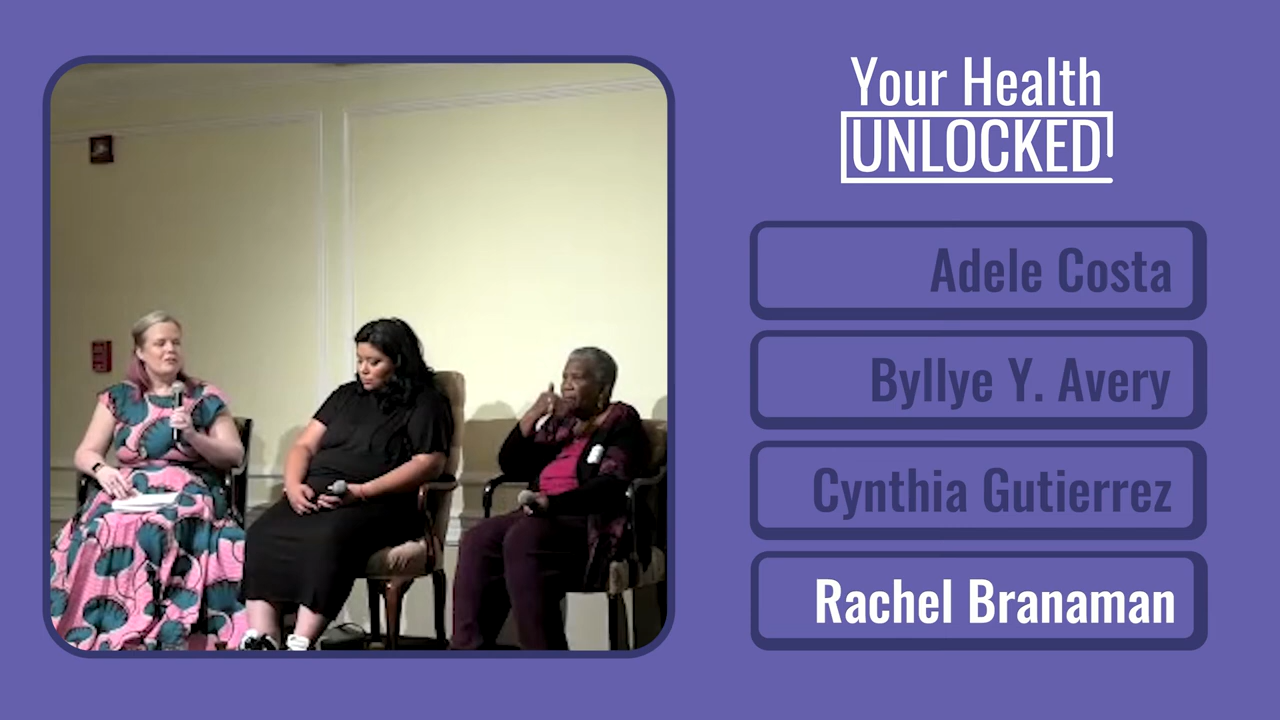 Your Health
UNLOCKED
Adele Costa
Byllye Y. Avery
Cynthia Gutierrez
Rachel Branaman